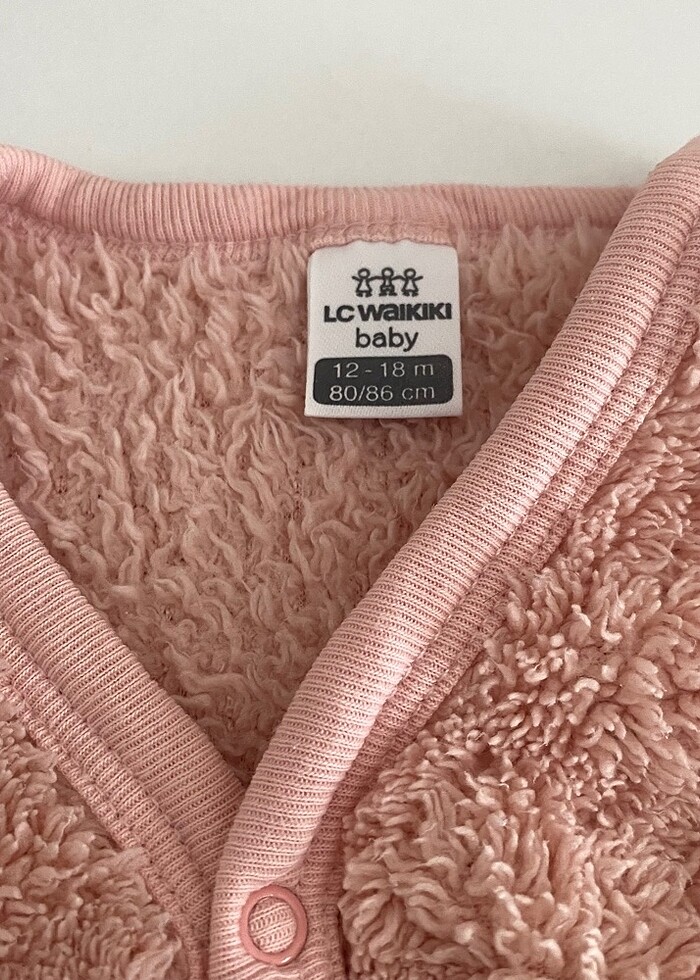 LC WAIKIKI
baby
12 - 18 m
80/86 cm